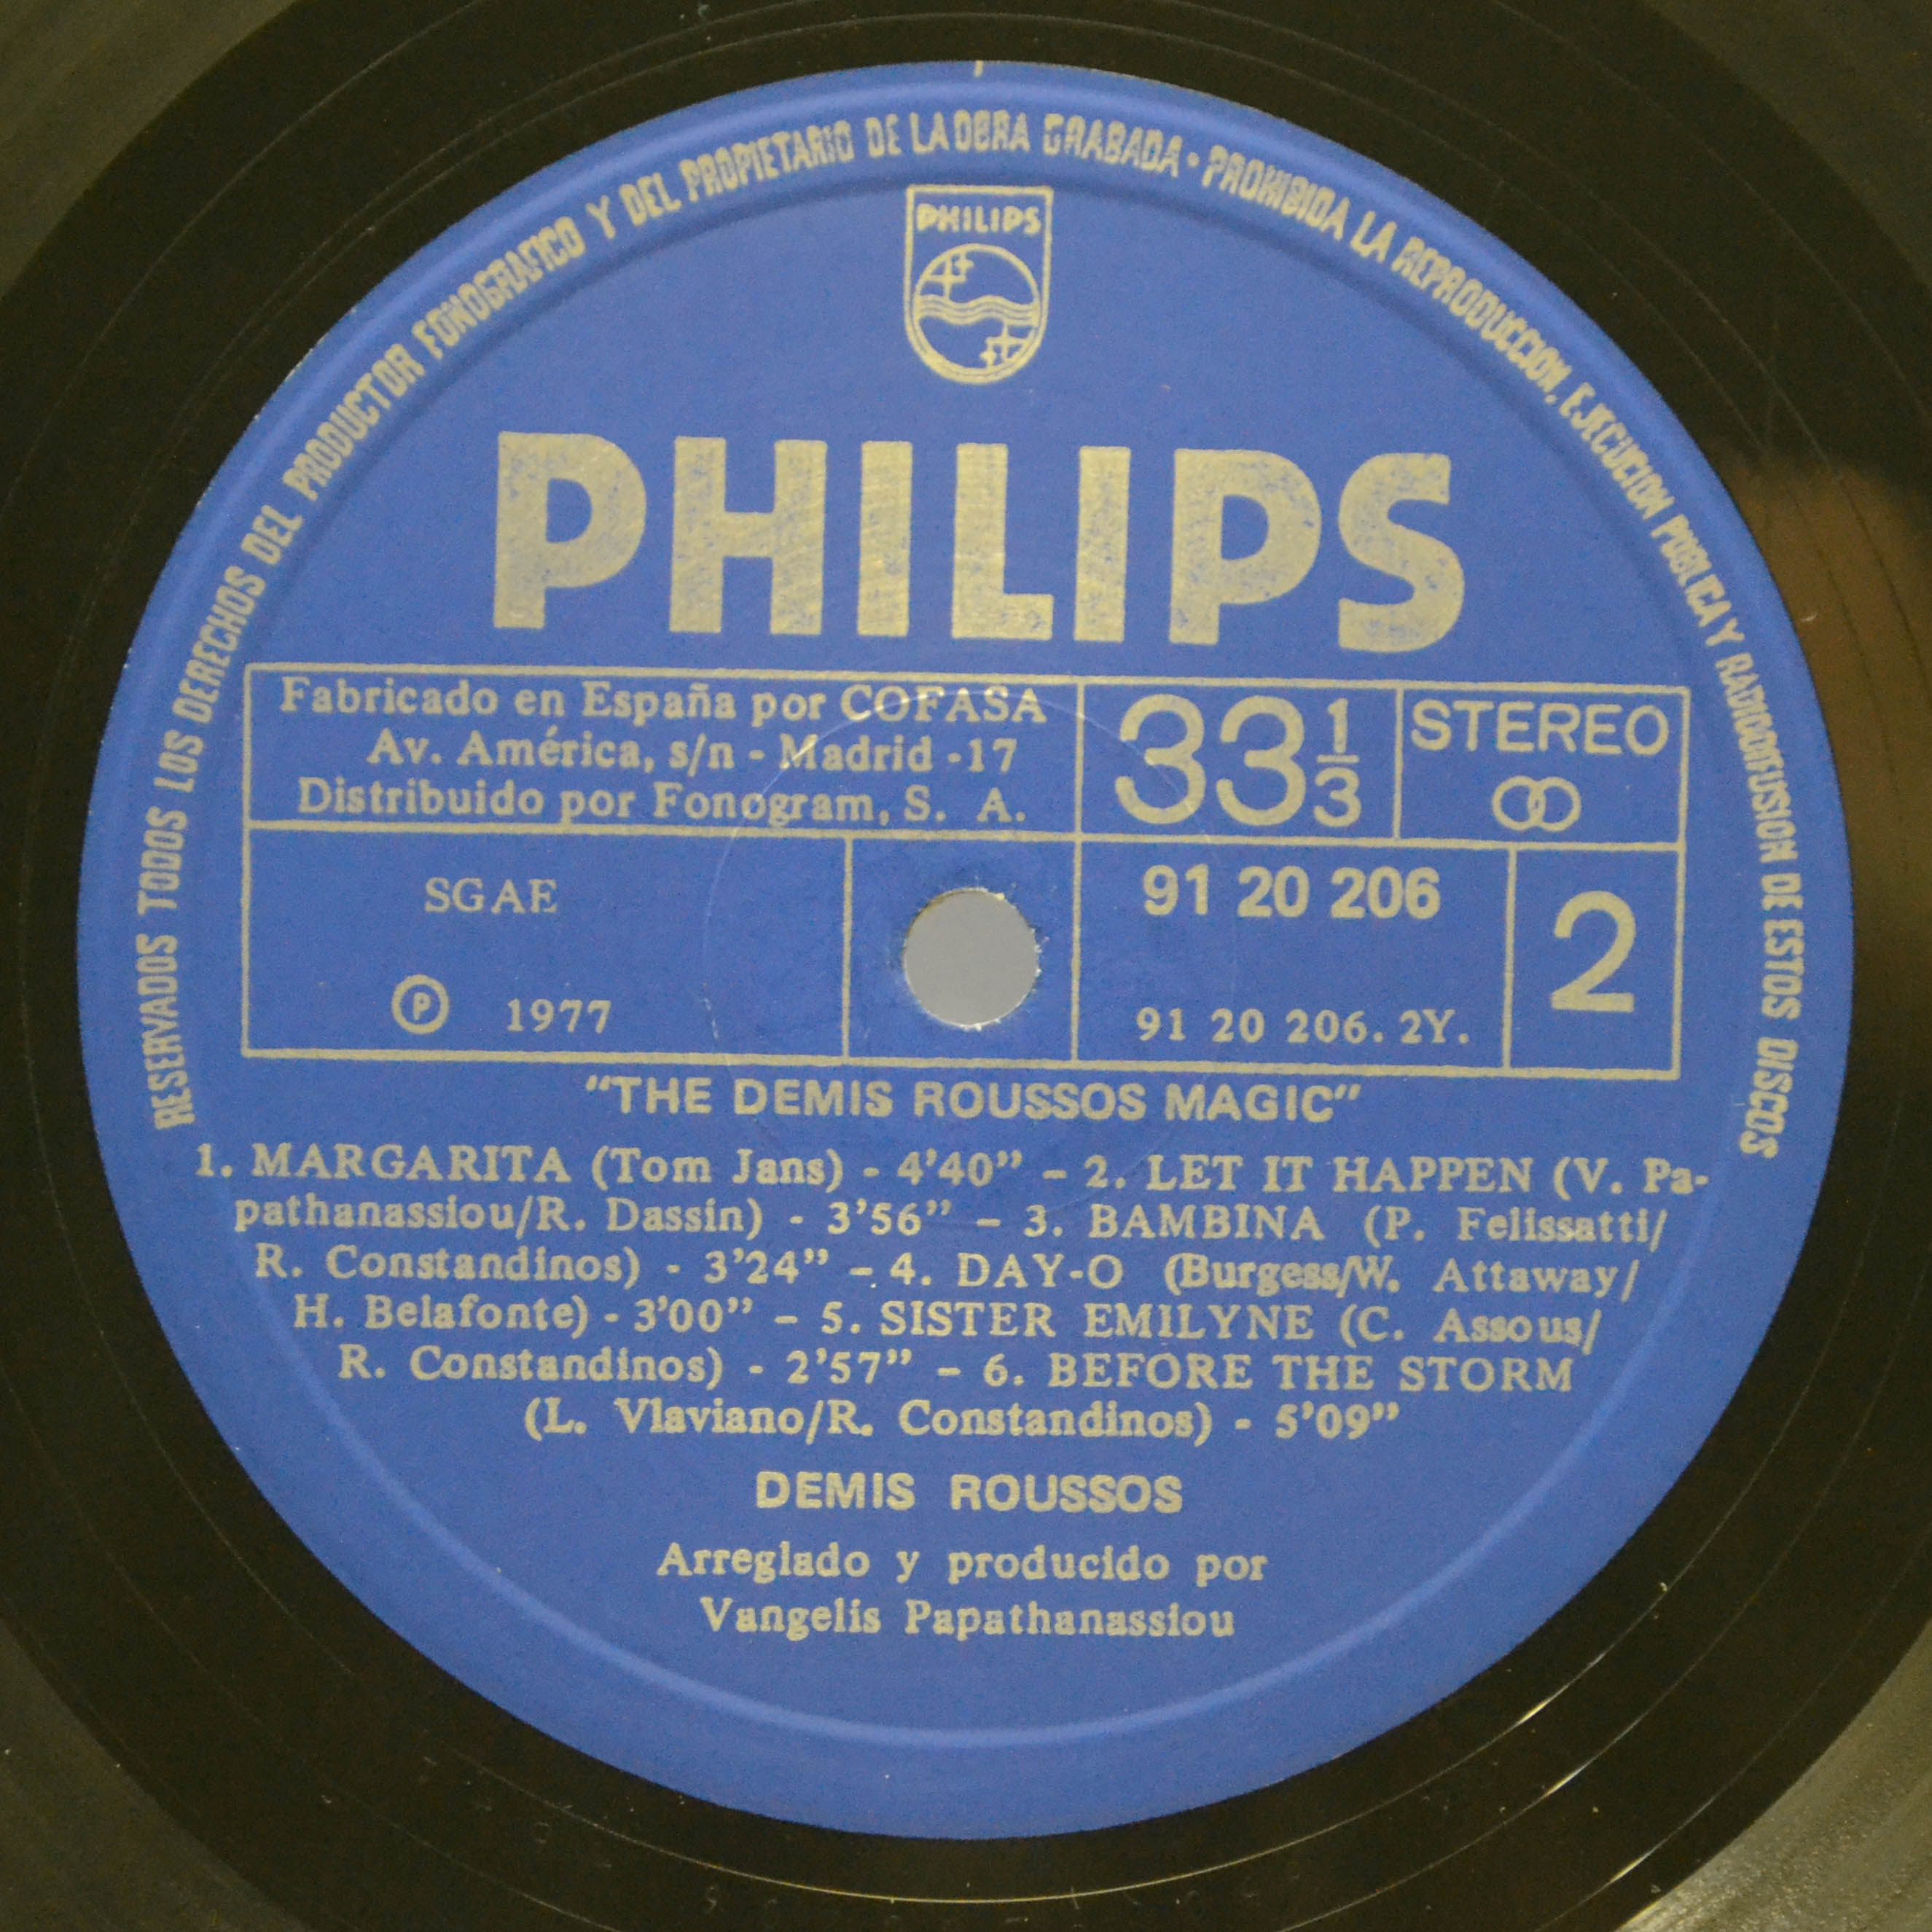 RESERVADOS TODOS LOS DERECHOS DEL PRODUCTOR FONOGRAFICO Y DEL PROPIETARIO DE LA OBRA GRABADA • PROHIBIDA LA REPRODUCCION, EJECUCION PUBLICA Y RADIODIFUSION DE ESTOS DISCOS
PHILIPS
PHILIPS
Fabricado en España por COFASA
Av. América, s/n - Madrid -17
Distribuido por Fonogram, S. A.
33 1/3
STEREO
SGAE
Ⓟ 1977
91 20 206
91 20 206. 2Y.
2
"THE DEMIS ROUSSOS MAGIC"
1. MARGARITA (Tom Jans) - 4'40" – 2. LET IT HAPPEN (V. Pa-
pathanassiou/R. Dassin) - 3'56" – 3. BAMBINA (P. Felissatti/
R. Constandinos) - 3'24" – 4. DAY-O (Burgess/W. Attaway/
H. Belafonte) - 3'00" – 5. SISTER EMILYNE (C. Assous/
R. Constandinos) - 2'57" – 6. BEFORE THE STORM
(L. Vlaviano/R. Constandinos) - 5'09"
DEMIS ROUSSOS
Arreglado y producido por
Vangelis Papathanassiou